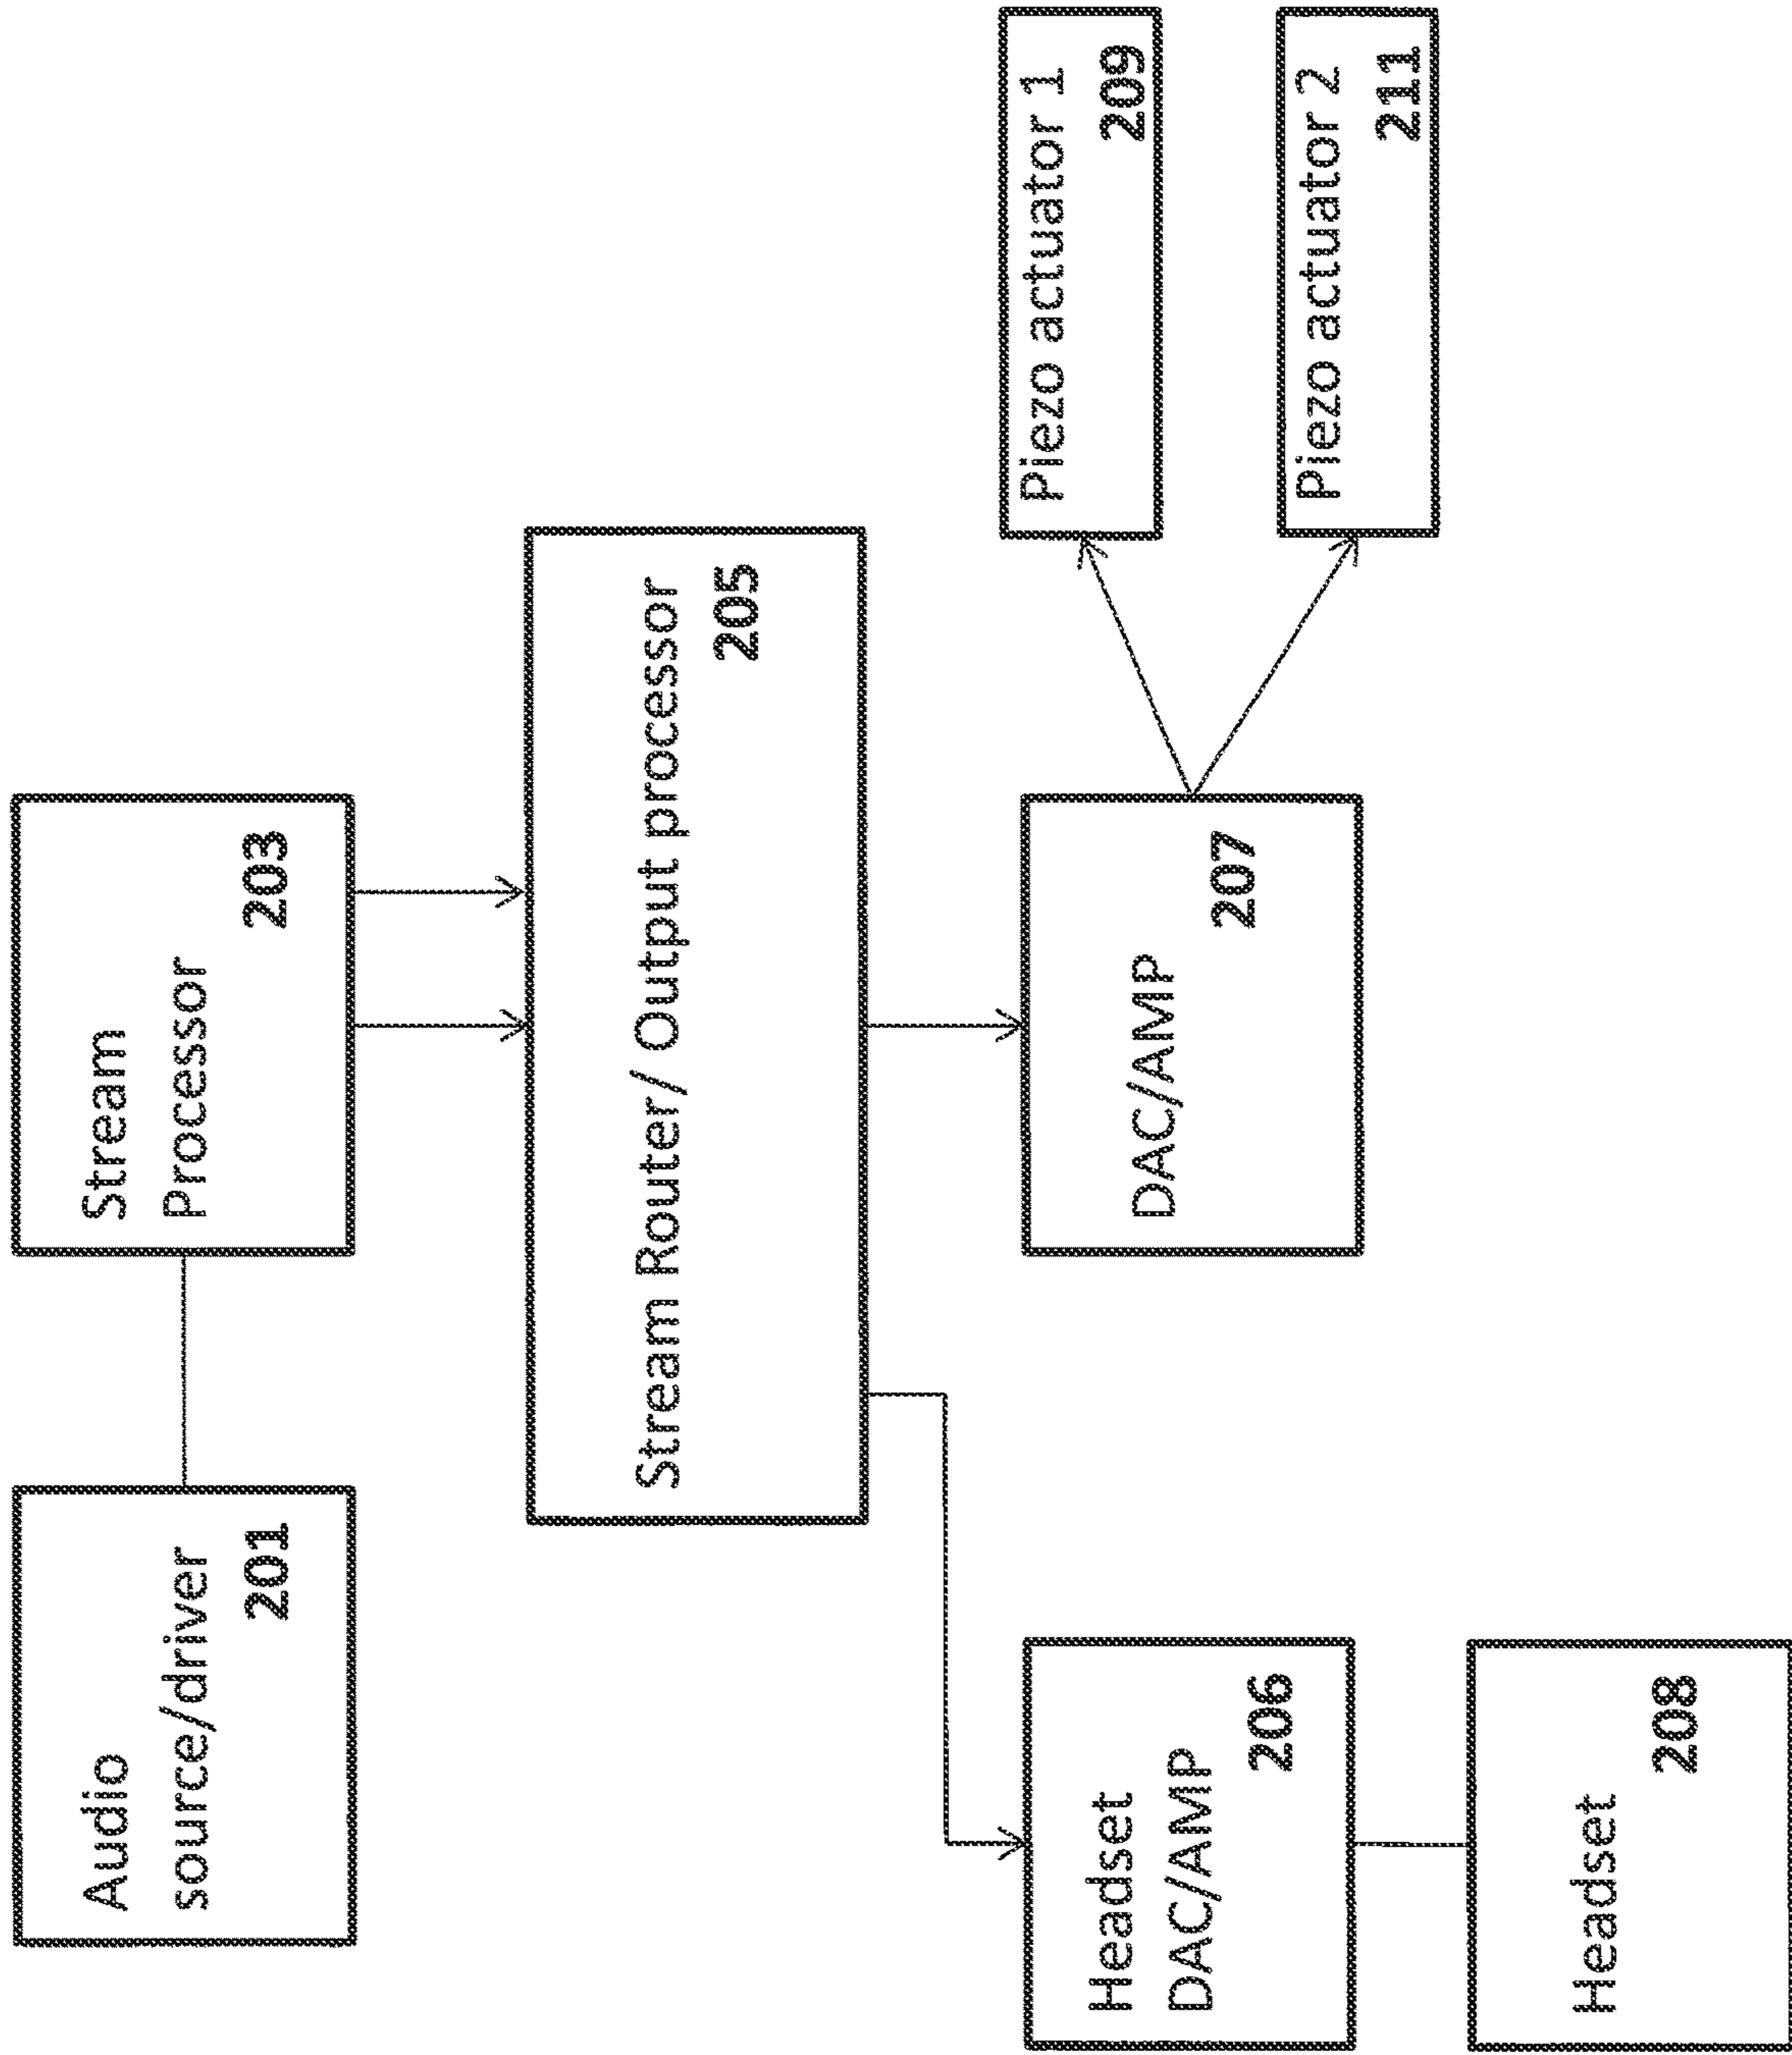 Audio
source/driver
201
Stream
Processor
203
Stream Router/ Output processor
205
Headset
DAC/AMP
206
DAC/AMP
207
Piezo actuator 1
209
Piezo actuator 2
211
Headset
208